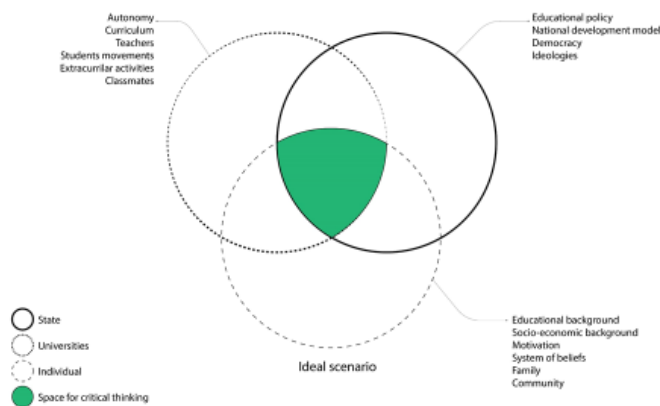 Autonomy
Curriculum
Teachers
Students movements
Extracurrilar activities
Classmates
Educational policy
National development model
Democracy
Ideologies
State
Universities
Individual
Space for critical thinking
Ideal scenario
Educational background
Socio-economic background
Motivation
System of beliefs
Family
Community